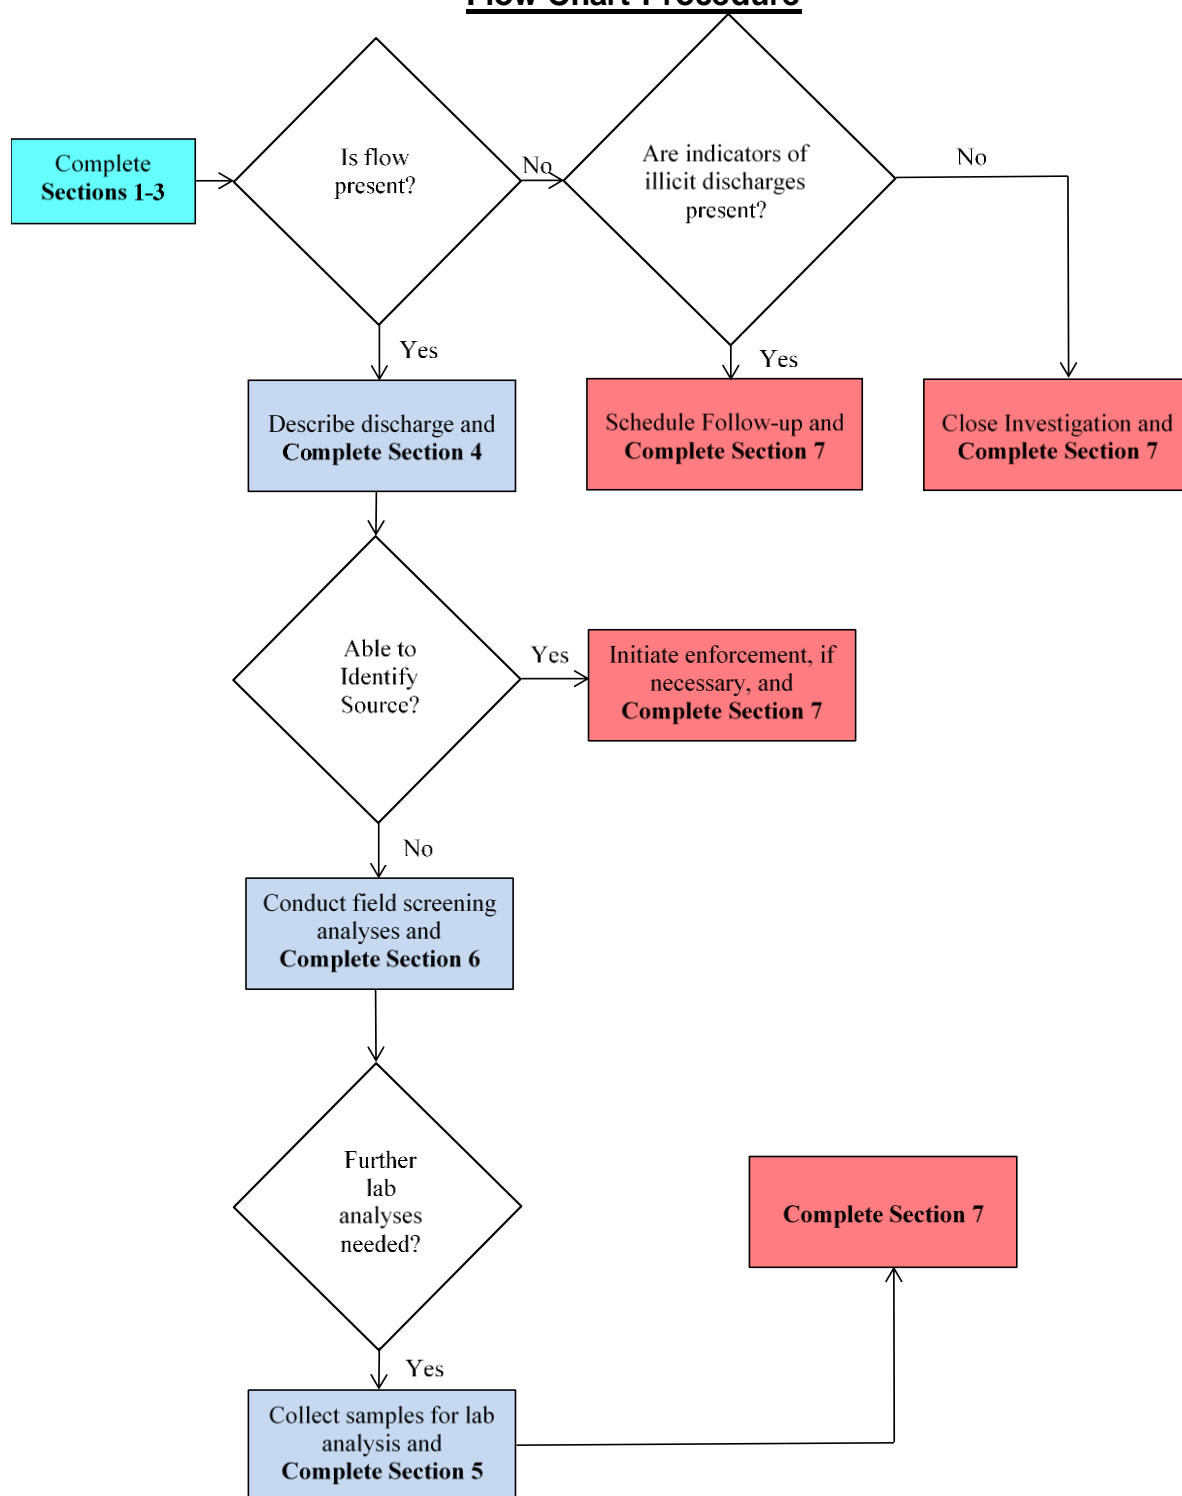 Flow Chart Procedure
Complete
Sections 1-3
Is flow
present?
No
Are indicators of
illicit discharges
present?
No
Yes
Yes
Describe discharge and
Complete Section 4
Schedule Follow-up and
Complete Section 7
Close Investigation and
Complete Section 7
Able to
Identify
Source?
Yes
Initiate enforcement, if
necessary, and
Complete Section 7
No
Conduct field screening
analyses and
Complete Section 6
Further
lab
analyses
needed?
Complete Section 7
Yes
Collect samples for lab
analysis and
Complete Section 5